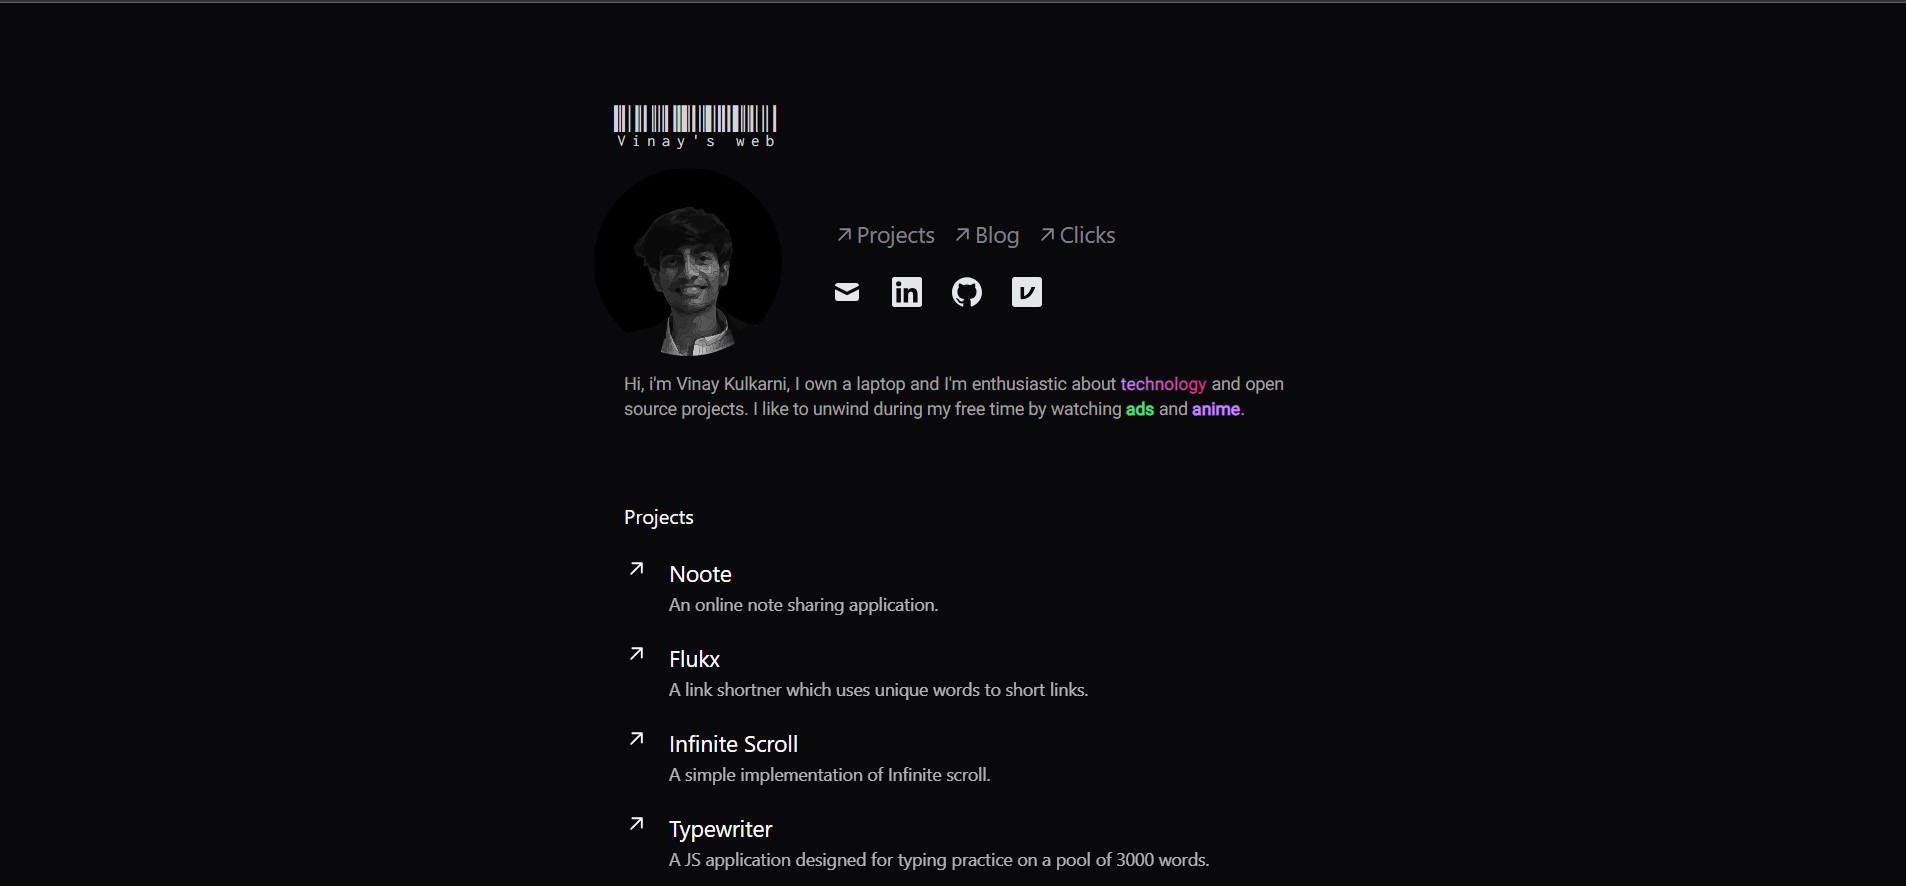 Vinay's web
Projects Blog Clicks
in
Hi, i'm Vinay Kulkarni, I own a laptop and I'm enthusiastic about technology and open
source projects. I like to unwind during my free time by watching ads and anime.
Projects
Noote
An online note sharing application.
Flukx
A link shortner which uses unique words to short links.
Infinite Scroll
A simple implementation of Infinite scroll.
Typewriter
A JS application designed for typing practice on a pool of 3000 words.